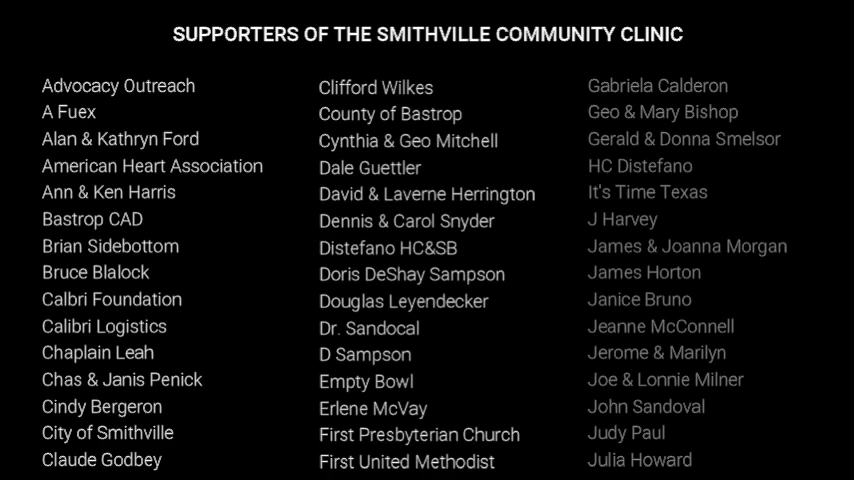 SUPPORTERS OF THE SMITHVILLE COMMUNITY CLINIC
Advocacy Outreach
A Fuex
Alan & Kathryn Ford
American Heart Association
Ann & Ken Harris
Bastrop CAD
Brian Sidebottom
Bruce Blalock
Calbri Foundation
Calibri Logistics
Chaplain Leah
Chas & Janis Penick
Cindy Bergeron
City of Smithville
Claude Godbey
Clifford Wilkes
County of Bastrop
Cynthia & Geo Mitchell
Dale Guettler
David & Laverne Herrington
Dennis & Carol Snyder
Distefano HC&SB
Doris DeShay Sampson
Douglas Leyendecker
Dr. Sandocal
D Sampson
Empty Bowl
Erlene McVay
First Presbyterian Church
First United Methodist
Gabriela Calderon
Geo & Mary Bishop
Gerald & Donna Smelsor
HC Distefano
It's Time Texas
J Harvey
James & Joanna Morgan
James Horton
Janice Bruno
Jeanne McConnell
Jerome & Marilyn
Joe & Lonnie Milner
John Sandoval
Judy Paul
Julia Howard